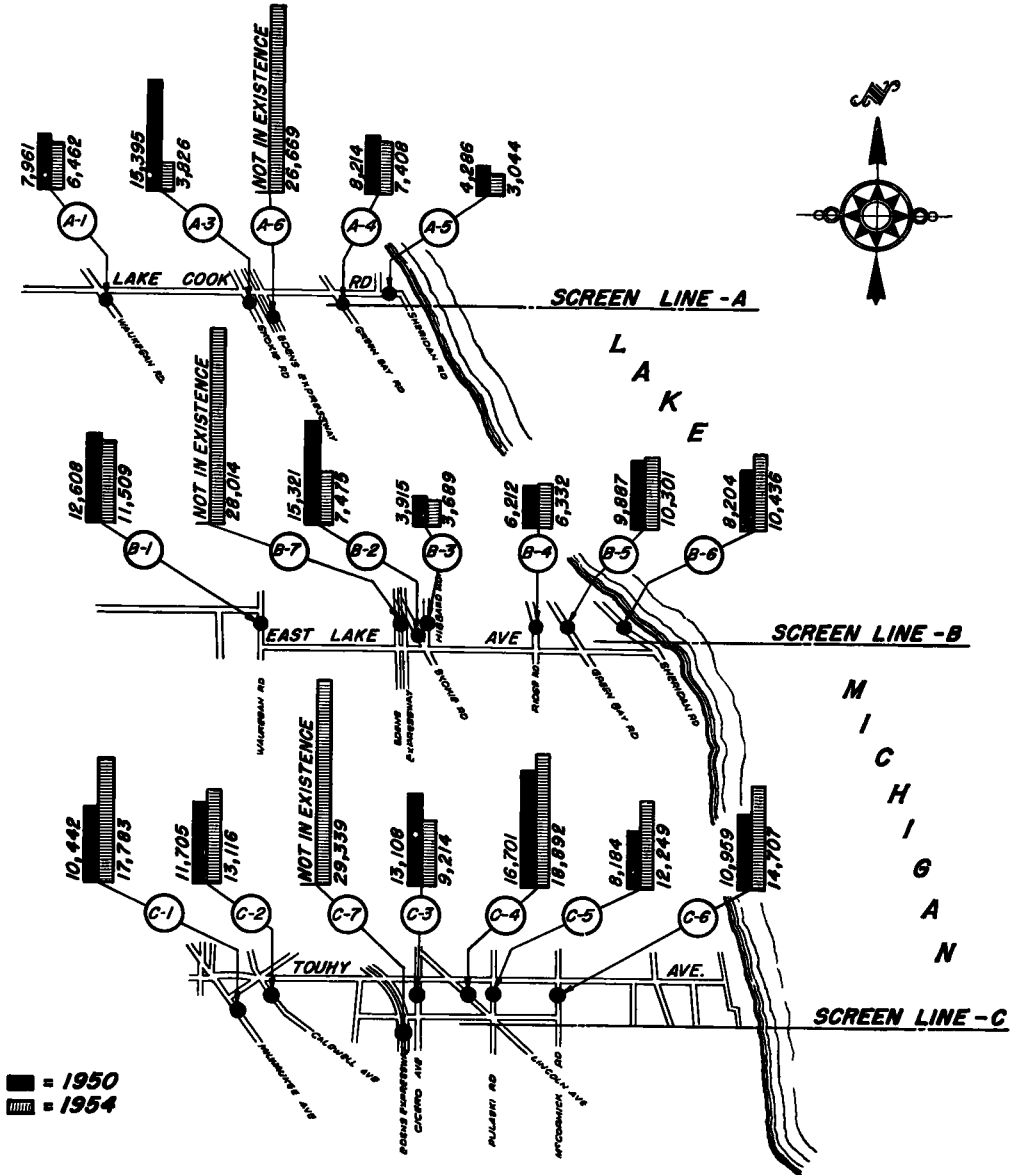 7,961
6,462
15,395
3,826
NOT IN EXISTENCE
26,669
8,214
7,408
4,286
3,044
N
A-1
A-3
A-6
A-4
A-5
LAKE COOK RD
SCREEN LINE - A
WAUKEGAN RD.
SKOKIE RD
EDENS EXPRESSWAY
GREEN BAY RD
SHERIDAN RD
LAKE
12,608
11,509
NOT IN EXISTENCE
28,014
15,321
7,475
3,915
3,689
6,212
6,332
9,887
10,301
8,204
10,436
B-1
B-7
B-2
B-3
B-4
B-5
B-6
HIBBARD RD
EAST LAKE AVE
SCREEN LINE - B
WAUKEGAN RD
EDENS EXPRESSWAY
SKOKIE RD
RIDGE RD
GREEN BAY RD
SHERIDAN RD
MICHIGAN
10,442
17,783
11,705
13,116
NOT IN EXISTENCE
29,339
13,108
9,214
16,701
18,892
8,184
12,249
10,959
14,707
C-1
C-2
C-7
C-3
C-4
C-5
C-6
TOUHY AVE.
SCREEN LINE - C
MILWAUKEE AVE
CALDWELL AVE
EDENS EXPRESSWAY
CICERO AVE
LINCOLN AVE
PULASKI RD
McCORMICK RD
= 1950
= 1954